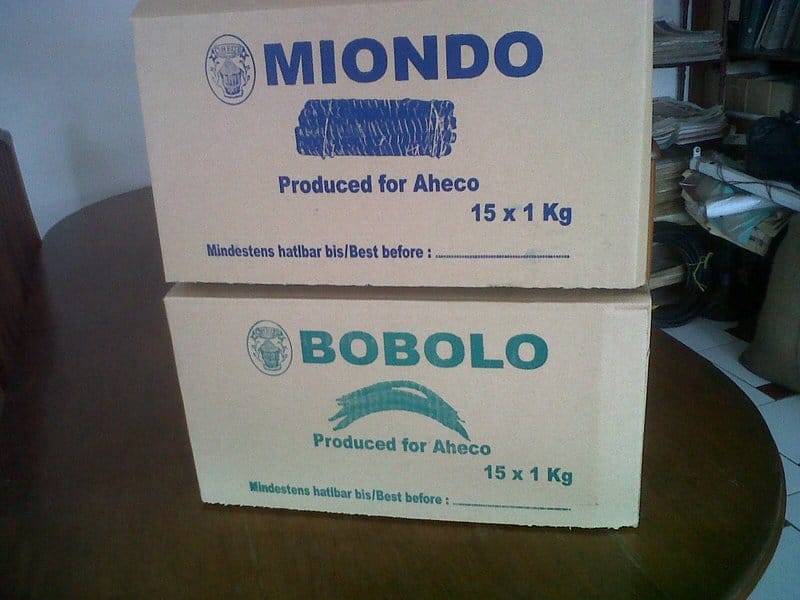 MIONDO
Produced for Aheco
15 x 1 Kg
Mindestens hatlbar bis/Best before :
BOBOLO
Produced for Aheco
15 x 1 Kg
Mindestens hatlbar bis/Best before :